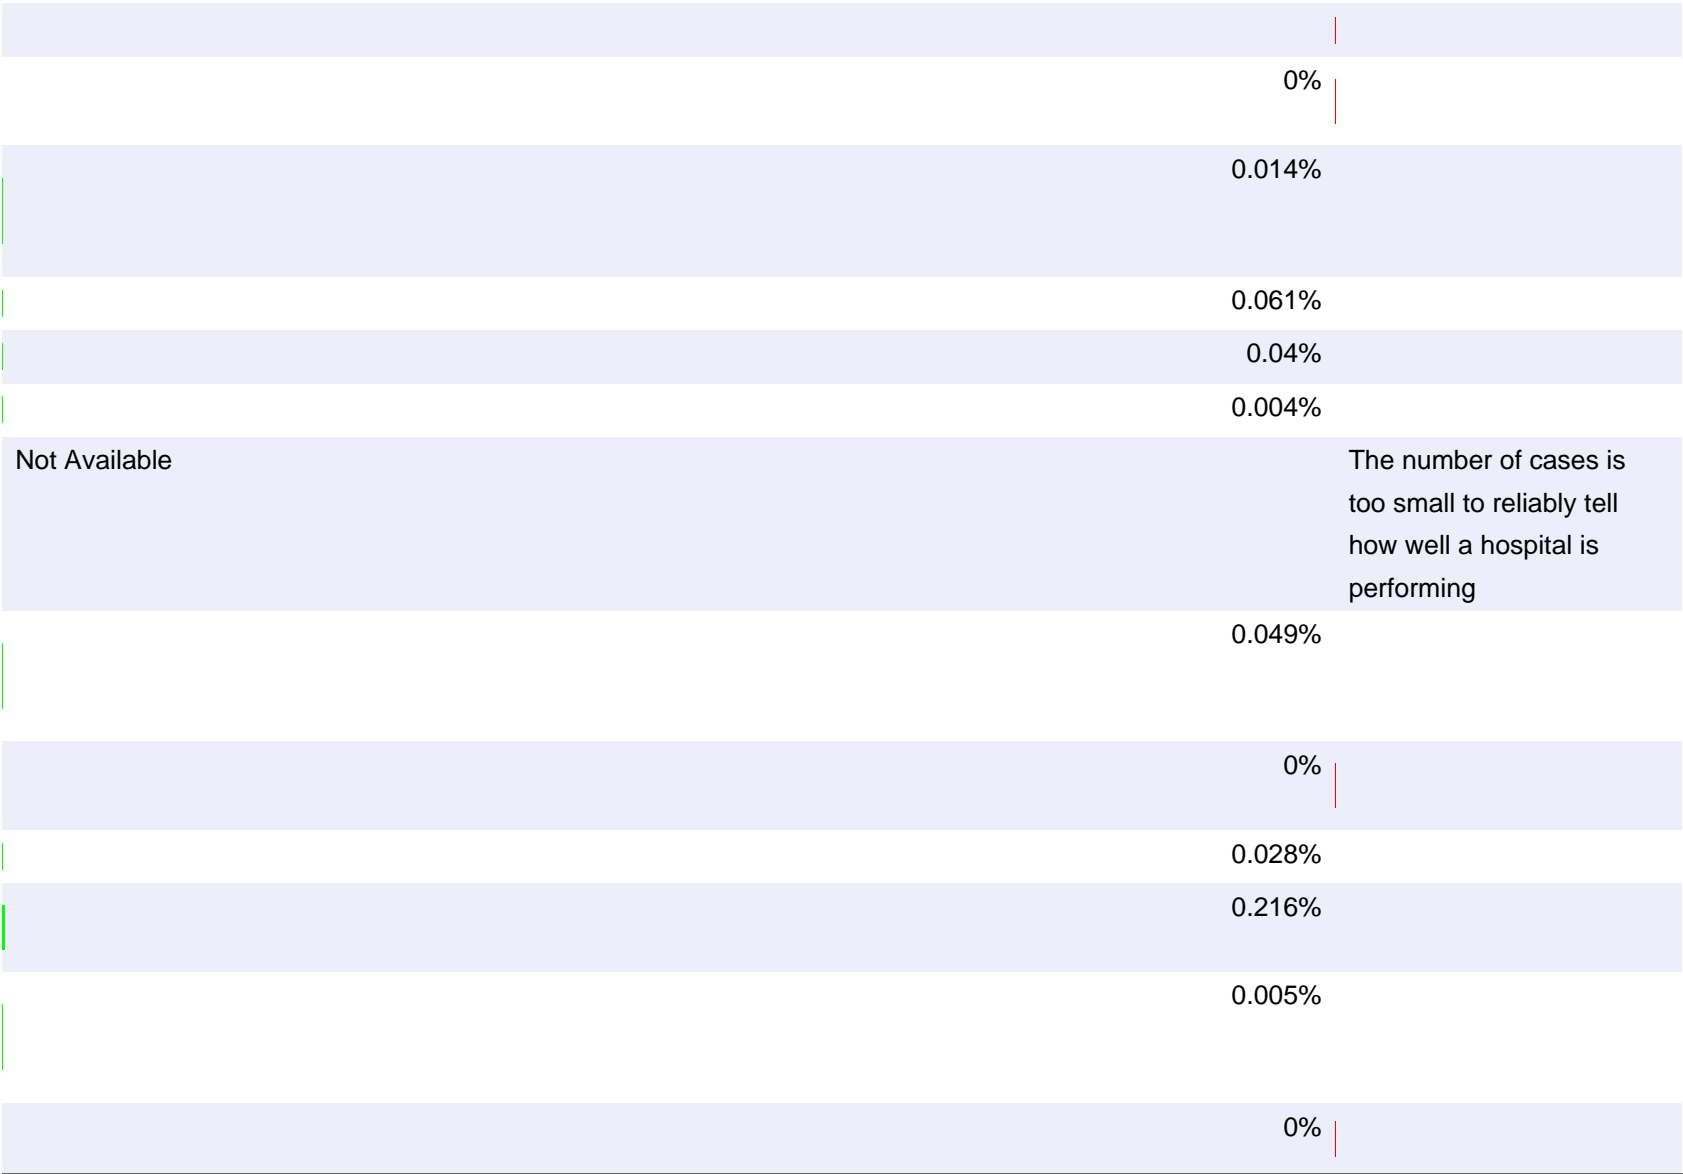 0%
0.014%
0.061%
0.04%
0.004%
Not Available
The number of cases is
too small to reliably tell
how well a hospital is
performing
0.049%
0%
0.028%
0.216%
0.005%
0%